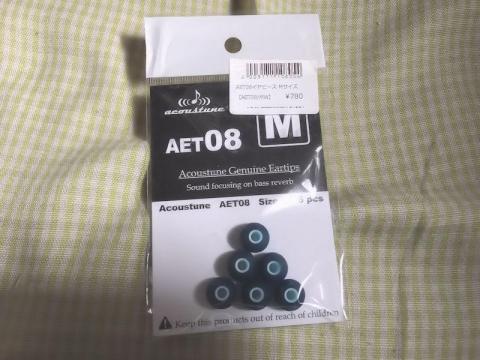 AET08イヤピース Mサイズ
¥780
acoustune
AET08
M
Acoustune Genuine Eartips
Sound focusing on bass reverb
Acoustune AET08 Size pcs
Keep this products out of reach of children